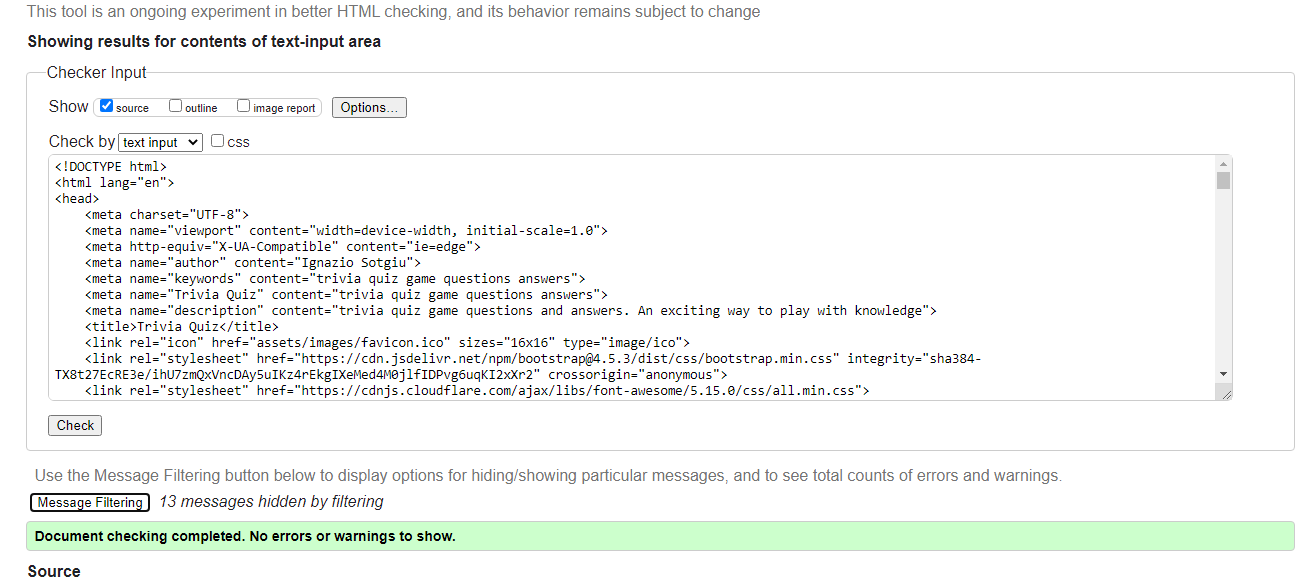 This tool is an ongoing experiment in better HTML checking, and its behavior remains subject to change
Showing results for contents of text-input area
Checker Input
Show source outline image report Options...
Check by text input css
<!DOCTYPE html>
<html lang="en">
<head>
<meta charset="UTF-8">
<meta name="viewport" content="width=device-width, initial-scale=1.0">
<meta http-equiv="X-UA-Compatible" content="ie=edge">
<meta name="author" content="Ignazio Sotgiu">
<meta name="keywords" content="trivia quiz game questions answers">
<meta name="Trivia Quiz" content="trivia quiz game questions answers">
<meta name="description" content="trivia quiz game questions and answers. An exciting way to play with knowledge">
<title>Trivia Quiz</title>
<link rel="icon" href="assets/images/favicon.ico" sizes="16x16" type="image/ico">
<link rel="stylesheet" href="https://cdn.jsdelivr.net/npm/bootstrap@4.5.3/dist/css/bootstrap.min.css" integrity="sha384-
TX8t27EcRE3e/ihU7zmQxVncDAy5uIKz4rEkgIXeMed4M0jlfIDPvg6uqKI2xXr2" crossorigin="anonymous">
<link rel="stylesheet" href="https://cdnjs.cloudflare.com/ajax/libs/font-awesome/5.15.0/css/all.min.css">
Check
Use the Message Filtering button below to display options for hiding/showing particular messages, and to see total counts of errors and warnings.
Message Filtering 13 messages hidden by filtering
Document checking completed. No errors or warnings to show.
Source